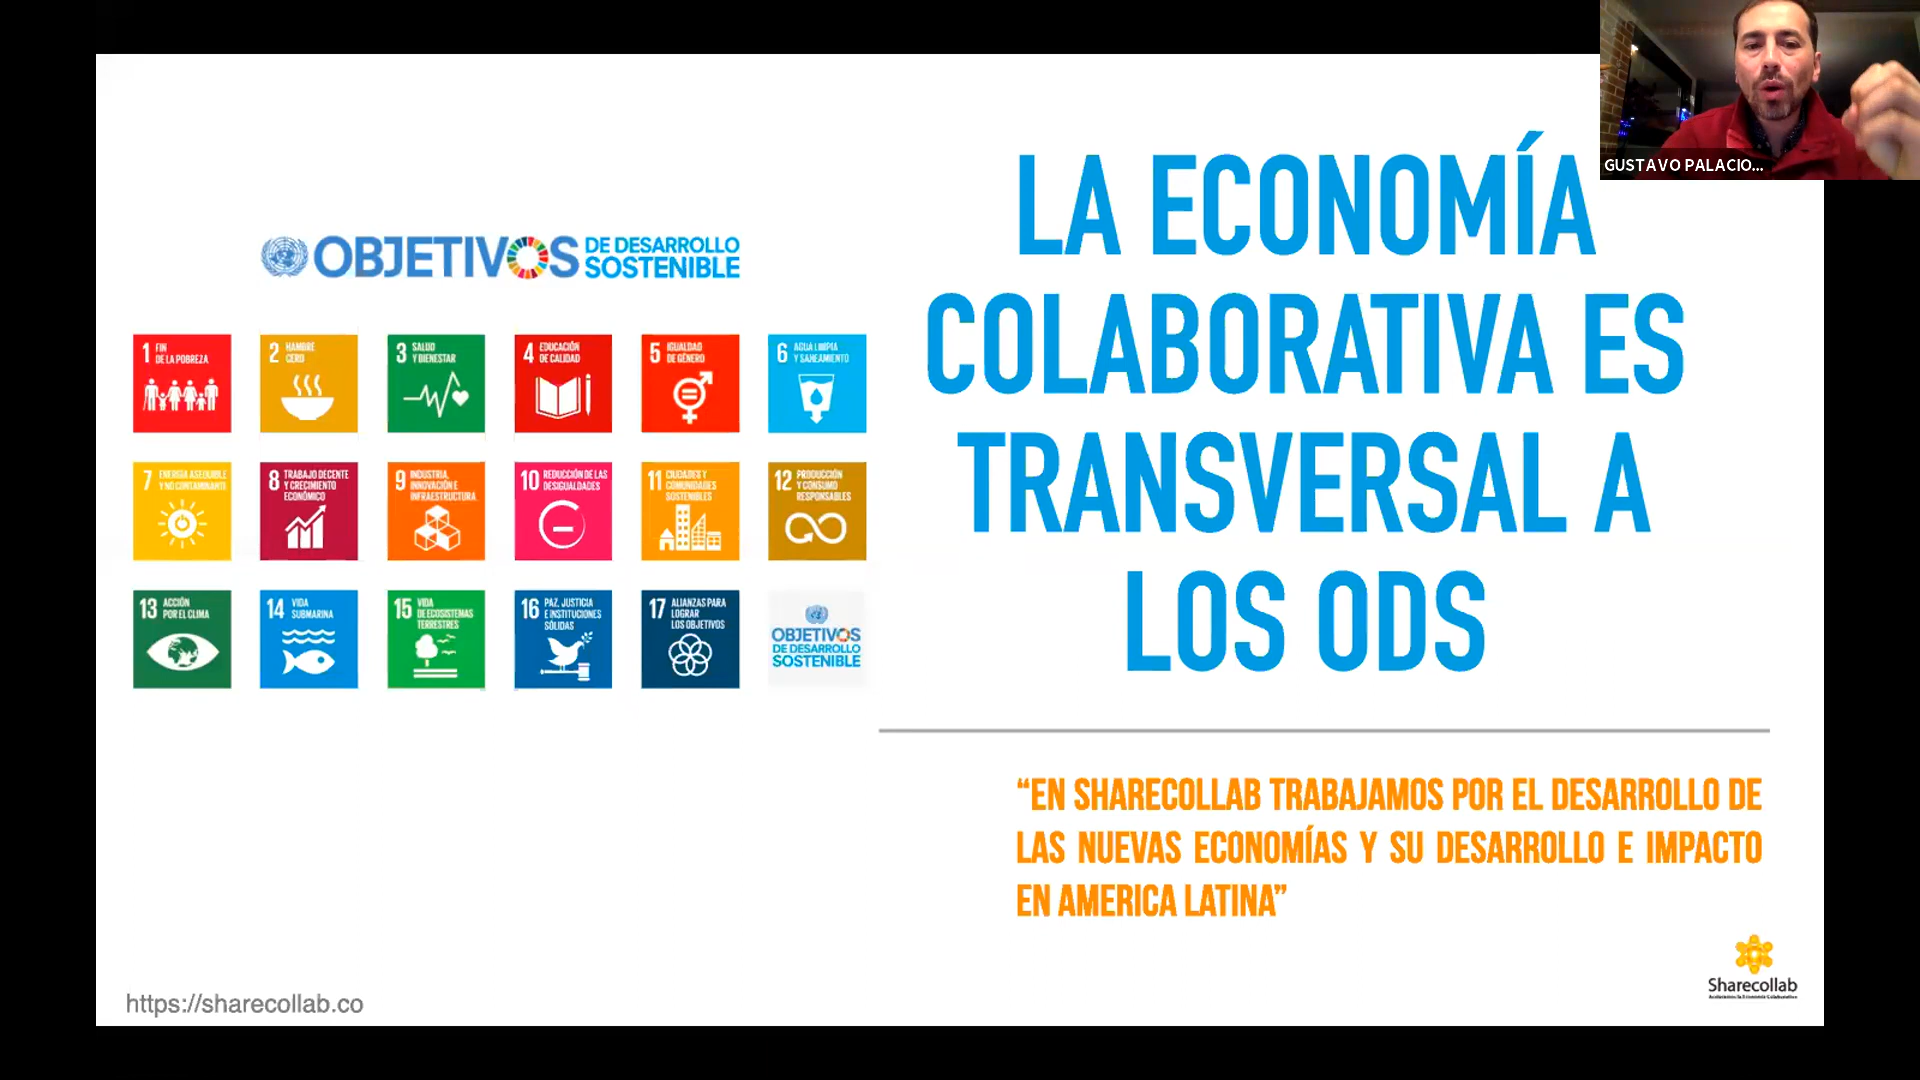 GUSTAVO PALACIO...
OBJETIVOS
DE DESARROLLO
SOSTENIBLE
1 FIN
DE LA POBREZA
2 HAMBRE
CERO
3 SALUD
Y BIENESTAR
4 EDUCACIÓN
DE CALIDAD
5 IGUALDAD
DE GÉNERO
6 AGUA LIMPIA
Y SANEAMIENTO
7 ENERGÍA ASEQUIBLE
Y NO CONTAMINANTE
8 TRABAJO DECENTE
Y CRECIMIENTO
ECONÓMICO
9 INDUSTRIA,
INNOVACIÓN E
INFRAESTRUCTURA
10 REDUCCIÓN DE LAS
DESIGUALDADES
11 CIUDADES Y
COMUNIDADES
SOSTENIBLES
12 PRODUCCIÓN
Y CONSUMO
RESPONSABLES
13 ACCIÓN
POR EL CLIMA
14 VIDA
SUBMARINA
15 VIDA
DE ECOSISTEMAS
TERRESTRES
16 PAZ, JUSTICIA
E INSTITUCIONES
SÓLIDAS
17 ALIANZAS PARA
LOGRAR
LOS OBJETIVOS
OBJETIVOS
DE DESARROLLO
SOSTENIBLE
LA ECONOMÍA
COLABORATIVA ES
TRANSVERSAL A
LOS ODS
“EN SHARECOLLAB TRABAJAMOS POR EL DESARROLLO DE
LAS NUEVAS ECONOMÍAS Y SU DESARROLLO E IMPACTO
EN AMERICA LATINA”
https://sharecollab.co
Sharecollab
Aceleramos la Economía Colaborativa